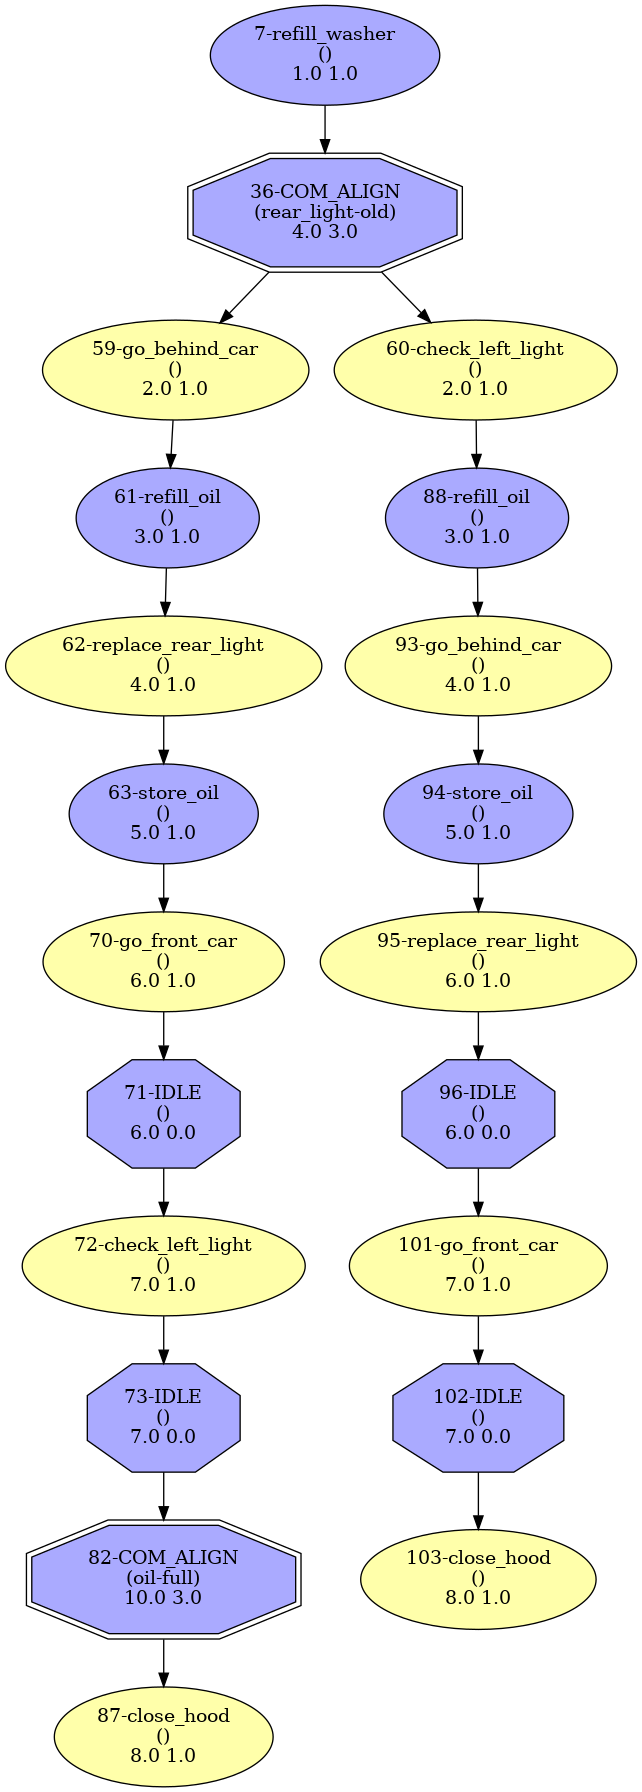 7-refill_washer
()
1.0 1.0
36-COM_ALIGN
(rear_light-old)
4.0 3.0
59-go_behind_car
()
2.0 1.0
60-check_left_light
()
2.0 1.0
61-refill_oil
()
3.0 1.0
88-refill_oil
()
3.0 1.0
62-replace_rear_light
()
4.0 1.0
93-go_behind_car
()
4.0 1.0
63-store_oil
()
5.0 1.0
94-store_oil
()
5.0 1.0
70-go_front_car
()
6.0 1.0
95-replace_rear_light
()
6.0 1.0
71-IDLE
()
6.0 0.0
96-IDLE
()
6.0 0.0
72-check_left_light
()
7.0 1.0
101-go_front_car
()
7.0 1.0
73-IDLE
()
7.0 0.0
102-IDLE
()
7.0 0.0
82-COM_ALIGN
(oil-full)
10.0 3.0
103-close_hood
()
8.0 1.0
87-close_hood
()
8.0 1.0